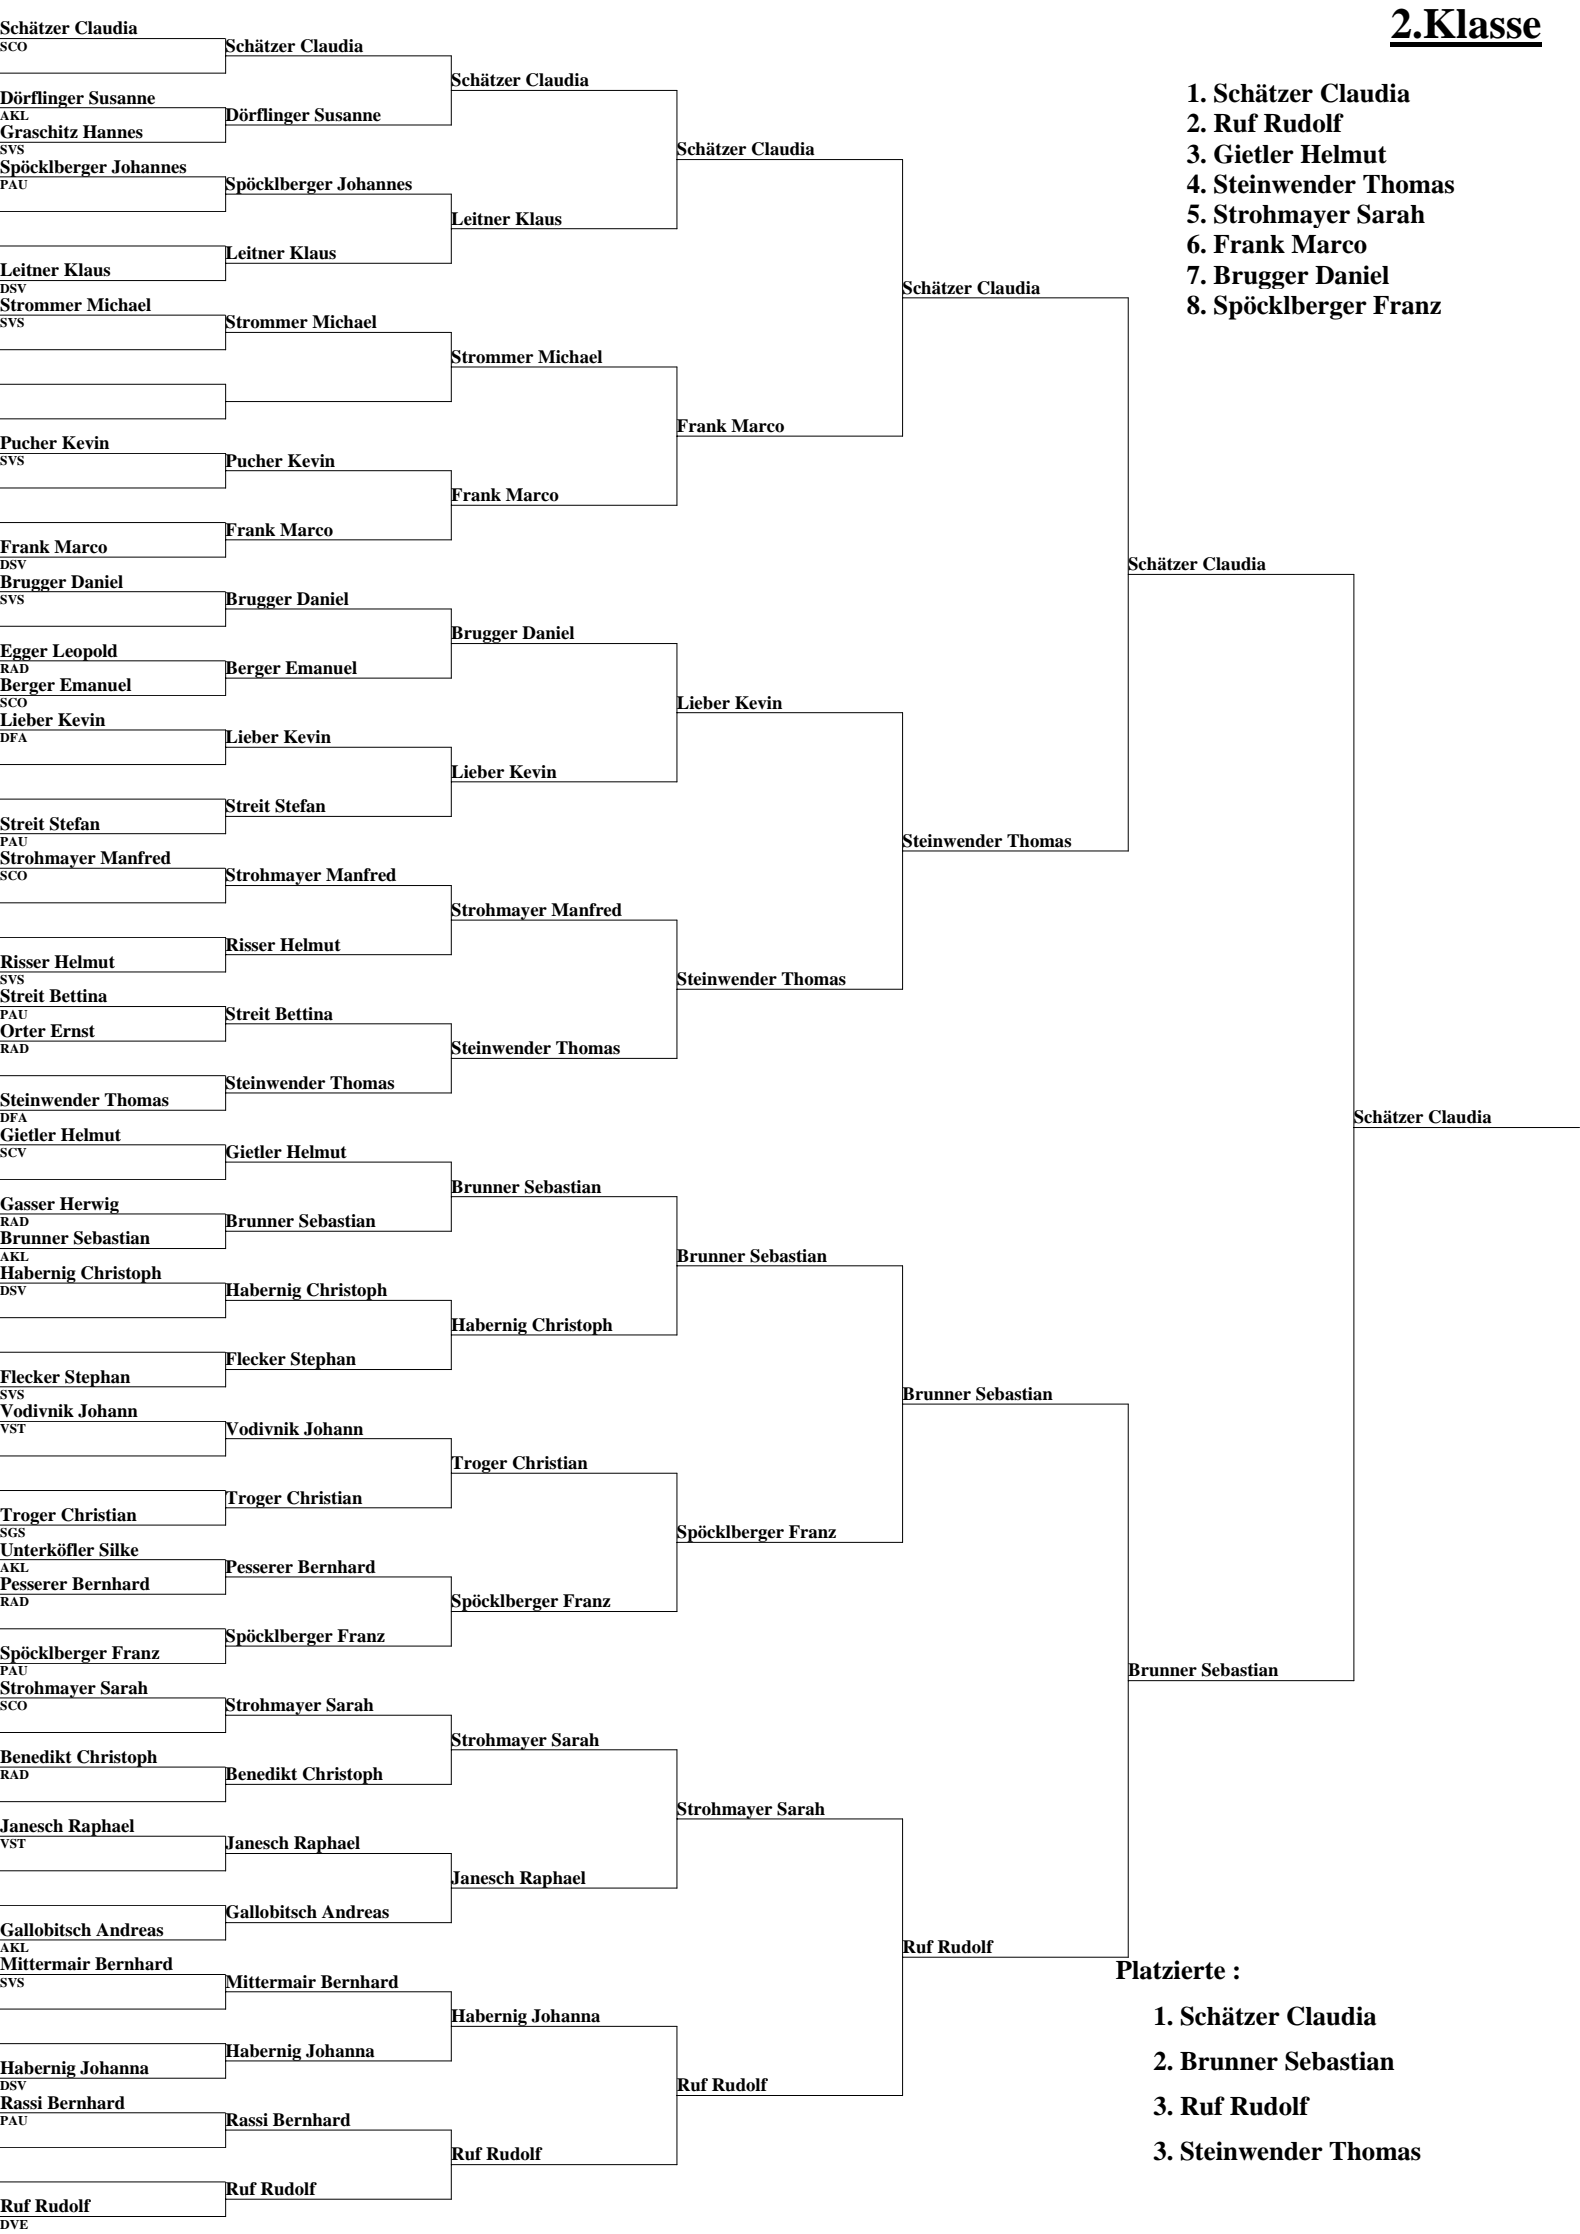 2.Klasse
1. Schätzer Claudia
2. Ruf Rudolf
3. Gietler Helmut
4. Steinwender Thomas
5. Strohmayer Sarah
6. Frank Marco
7. Brugger Daniel
8. Spöcklberger Franz
Schätzer Claudia
SCO
Dörflinger Susanne
AKL
Graschitz Hannes
SVS
Spöcklberger Johannes
PAU
Leitner Klaus
DSV
Strommer Michael
SVS
Pucher Kevin
SVS
Frank Marco
DSV
Brugger Daniel
SVS
Egger Leopold
RAD
Berger Emanuel
SCO
Lieber Kevin
DFA
Streit Stefan
PAU
Strohmayer Manfred
SCO
Risser Helmut
SVS
Streit Bettina
PAU
Orter Ernst
RAD
Steinwender Thomas
DFA
Gietler Helmut
SCV
Gasser Herwig
RAD
Brunner Sebastian
AKL
Habernig Christoph
DSV
Flecker Stephan
SVS
Vodivnik Johann
VST
Troger Christian
SGS
Unterköfler Silke
AKL
Pesserer Bernhard
RAD
Spöcklberger Franz
PAU
Strohmayer Sarah
SCO
Benedikt Christoph
RAD
Janesch Raphael
VST
Gallobitsch Andreas
AKL
Mittermair Bernhard
SVS
Habernig Johanna
DSV
Rassi Bernhard
PAU
Ruf Rudolf
DVE
Schätzer Claudia
Dörflinger Susanne
Spöcklberger Johannes
Leitner Klaus
Strommer Michael
Pucher Kevin
Frank Marco
Brugger Daniel
Berger Emanuel
Lieber Kevin
Streit Stefan
Strohmayer Manfred
Risser Helmut
Streit Bettina
Steinwender Thomas
Gietler Helmut
Brunner Sebastian
Habernig Christoph
Flecker Stephan
Vodivnik Johann
Troger Christian
Pesserer Bernhard
Spöcklberger Franz
Strohmayer Sarah
Benedikt Christoph
Janesch Raphael
Gallobitsch Andreas
Mittermair Bernhard
Habernig Johanna
Rassi Bernhard
Ruf Rudolf
Schätzer Claudia
Leitner Klaus
Strommer Michael
Frank Marco
Brugger Daniel
Lieber Kevin
Strohmayer Manfred
Steinwender Thomas
Brunner Sebastian
Habernig Christoph
Troger Christian
Spöcklberger Franz
Strohmayer Sarah
Janesch Raphael
Habernig Johanna
Ruf Rudolf
Schätzer Claudia
Frank Marco
Lieber Kevin
Steinwender Thomas
Brunner Sebastian
Spöcklberger Franz
Strohmayer Sarah
Ruf Rudolf
Schätzer Claudia
Steinwender Thomas
Brunner Sebastian
Ruf Rudolf
Schätzer Claudia
Brunner Sebastian
Schätzer Claudia
Platzierte :
1. Schätzer Claudia
2. Brunner Sebastian
3. Ruf Rudolf
3. Steinwender Thomas